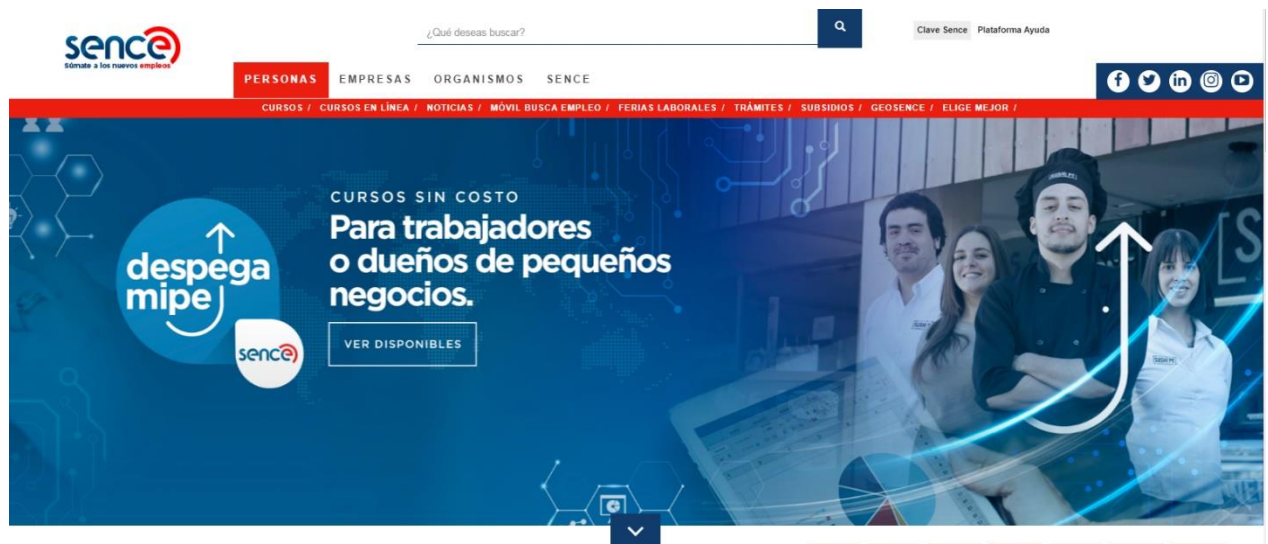 sence
Súmate a los nuevos empleos
¿Qué deseas buscar?
Clave Sence Plataforma Ayuda
PERSONAS EMPRESAS ORGANISMOS SENCE
CURSOS / CURSOS EN LÍNEA / NOTICIAS / MÓVIL BUSCA EMPLEO / FERIAS LABORALES / TRÁMITES / SUBSIDIOS / GEOSENCE / ELIGE MEJOR /
despega
mipe
sence
CURSOS SIN COSTO
Para trabajadores
o dueños de pequeños
negocios.
VER DISPONIBLES